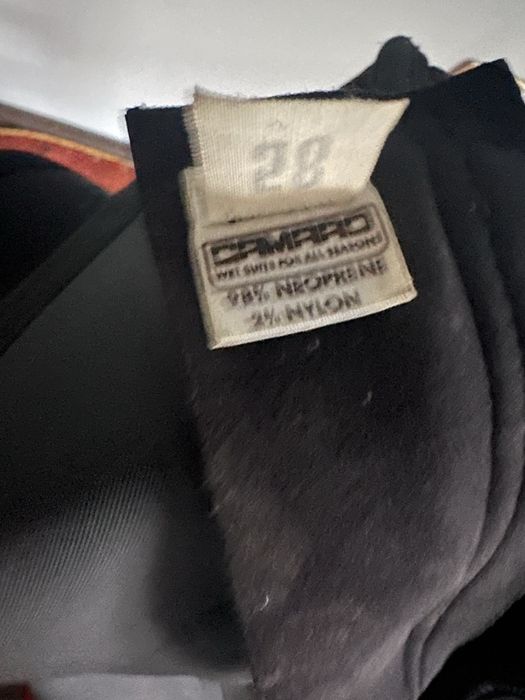 28
CAMARO
WET SUITS FOR ALL SEASONS
98% NEOPRENE
2% NYLON